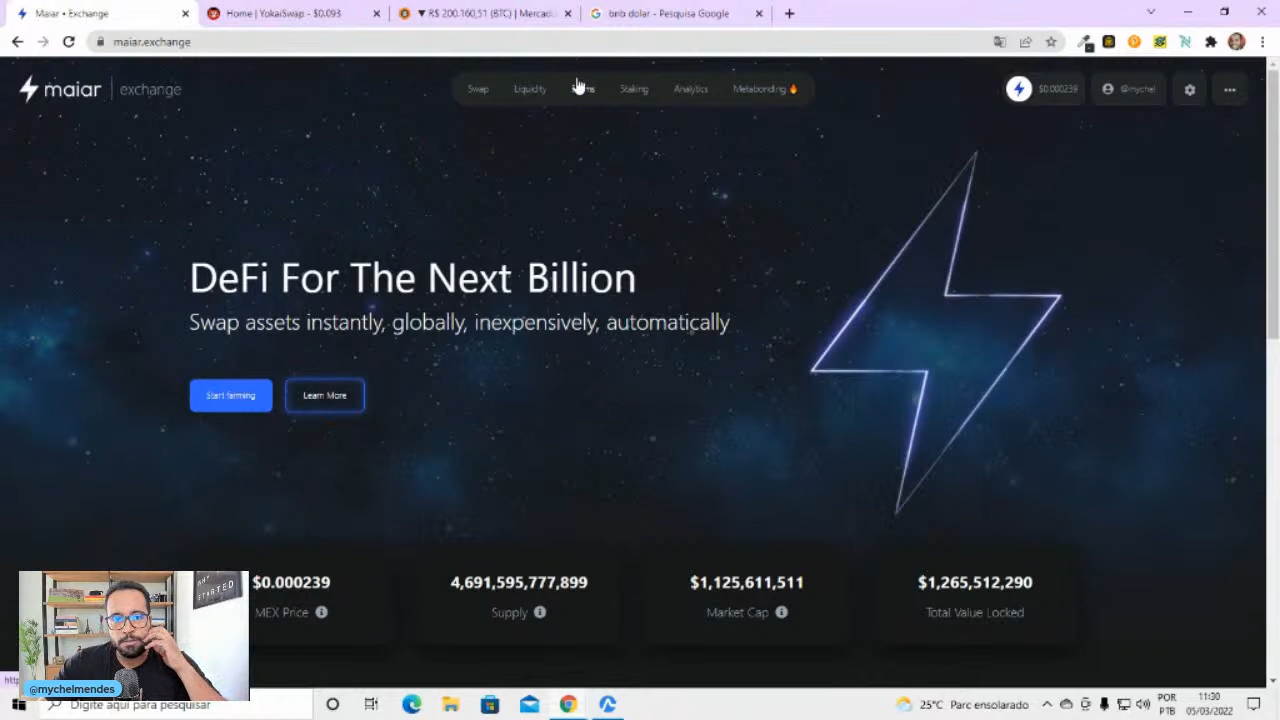 Maiar • Exchange
Home | YokaiSwap - $0.093
▼ R$ 200.160,51 (BTC) | Mercad
bnb dolar - Pesquisa Google
maiar.exchange
maiar exchange
Swap Liquidity Staking Analytics Metabonding
$0.000239
@mychel
DeFi For The Next Billion
Swap assets instantly, globally, inexpensively, automatically
Start farming
Learn More
$0.000239 4,691,595,777,899 $1,125,611,511 $1,265,512,290
MEX Price Supply Market Cap Total Value Locked
STARTED
@mychelmendes
Digite aqui para pesquisar
25°C Parc ensolarado
POR
PTB
11:30
05/03/2022